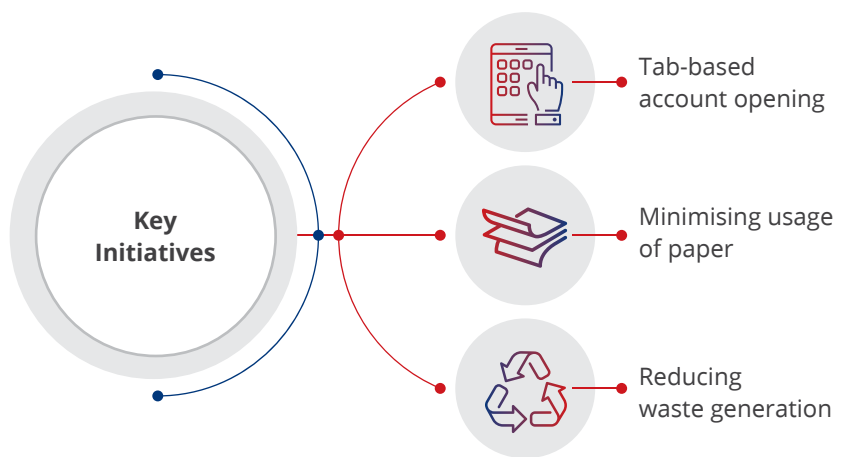 Key
Initiatives
Tab-based
account opening
Minimising usage
of paper
Reducing
waste generation